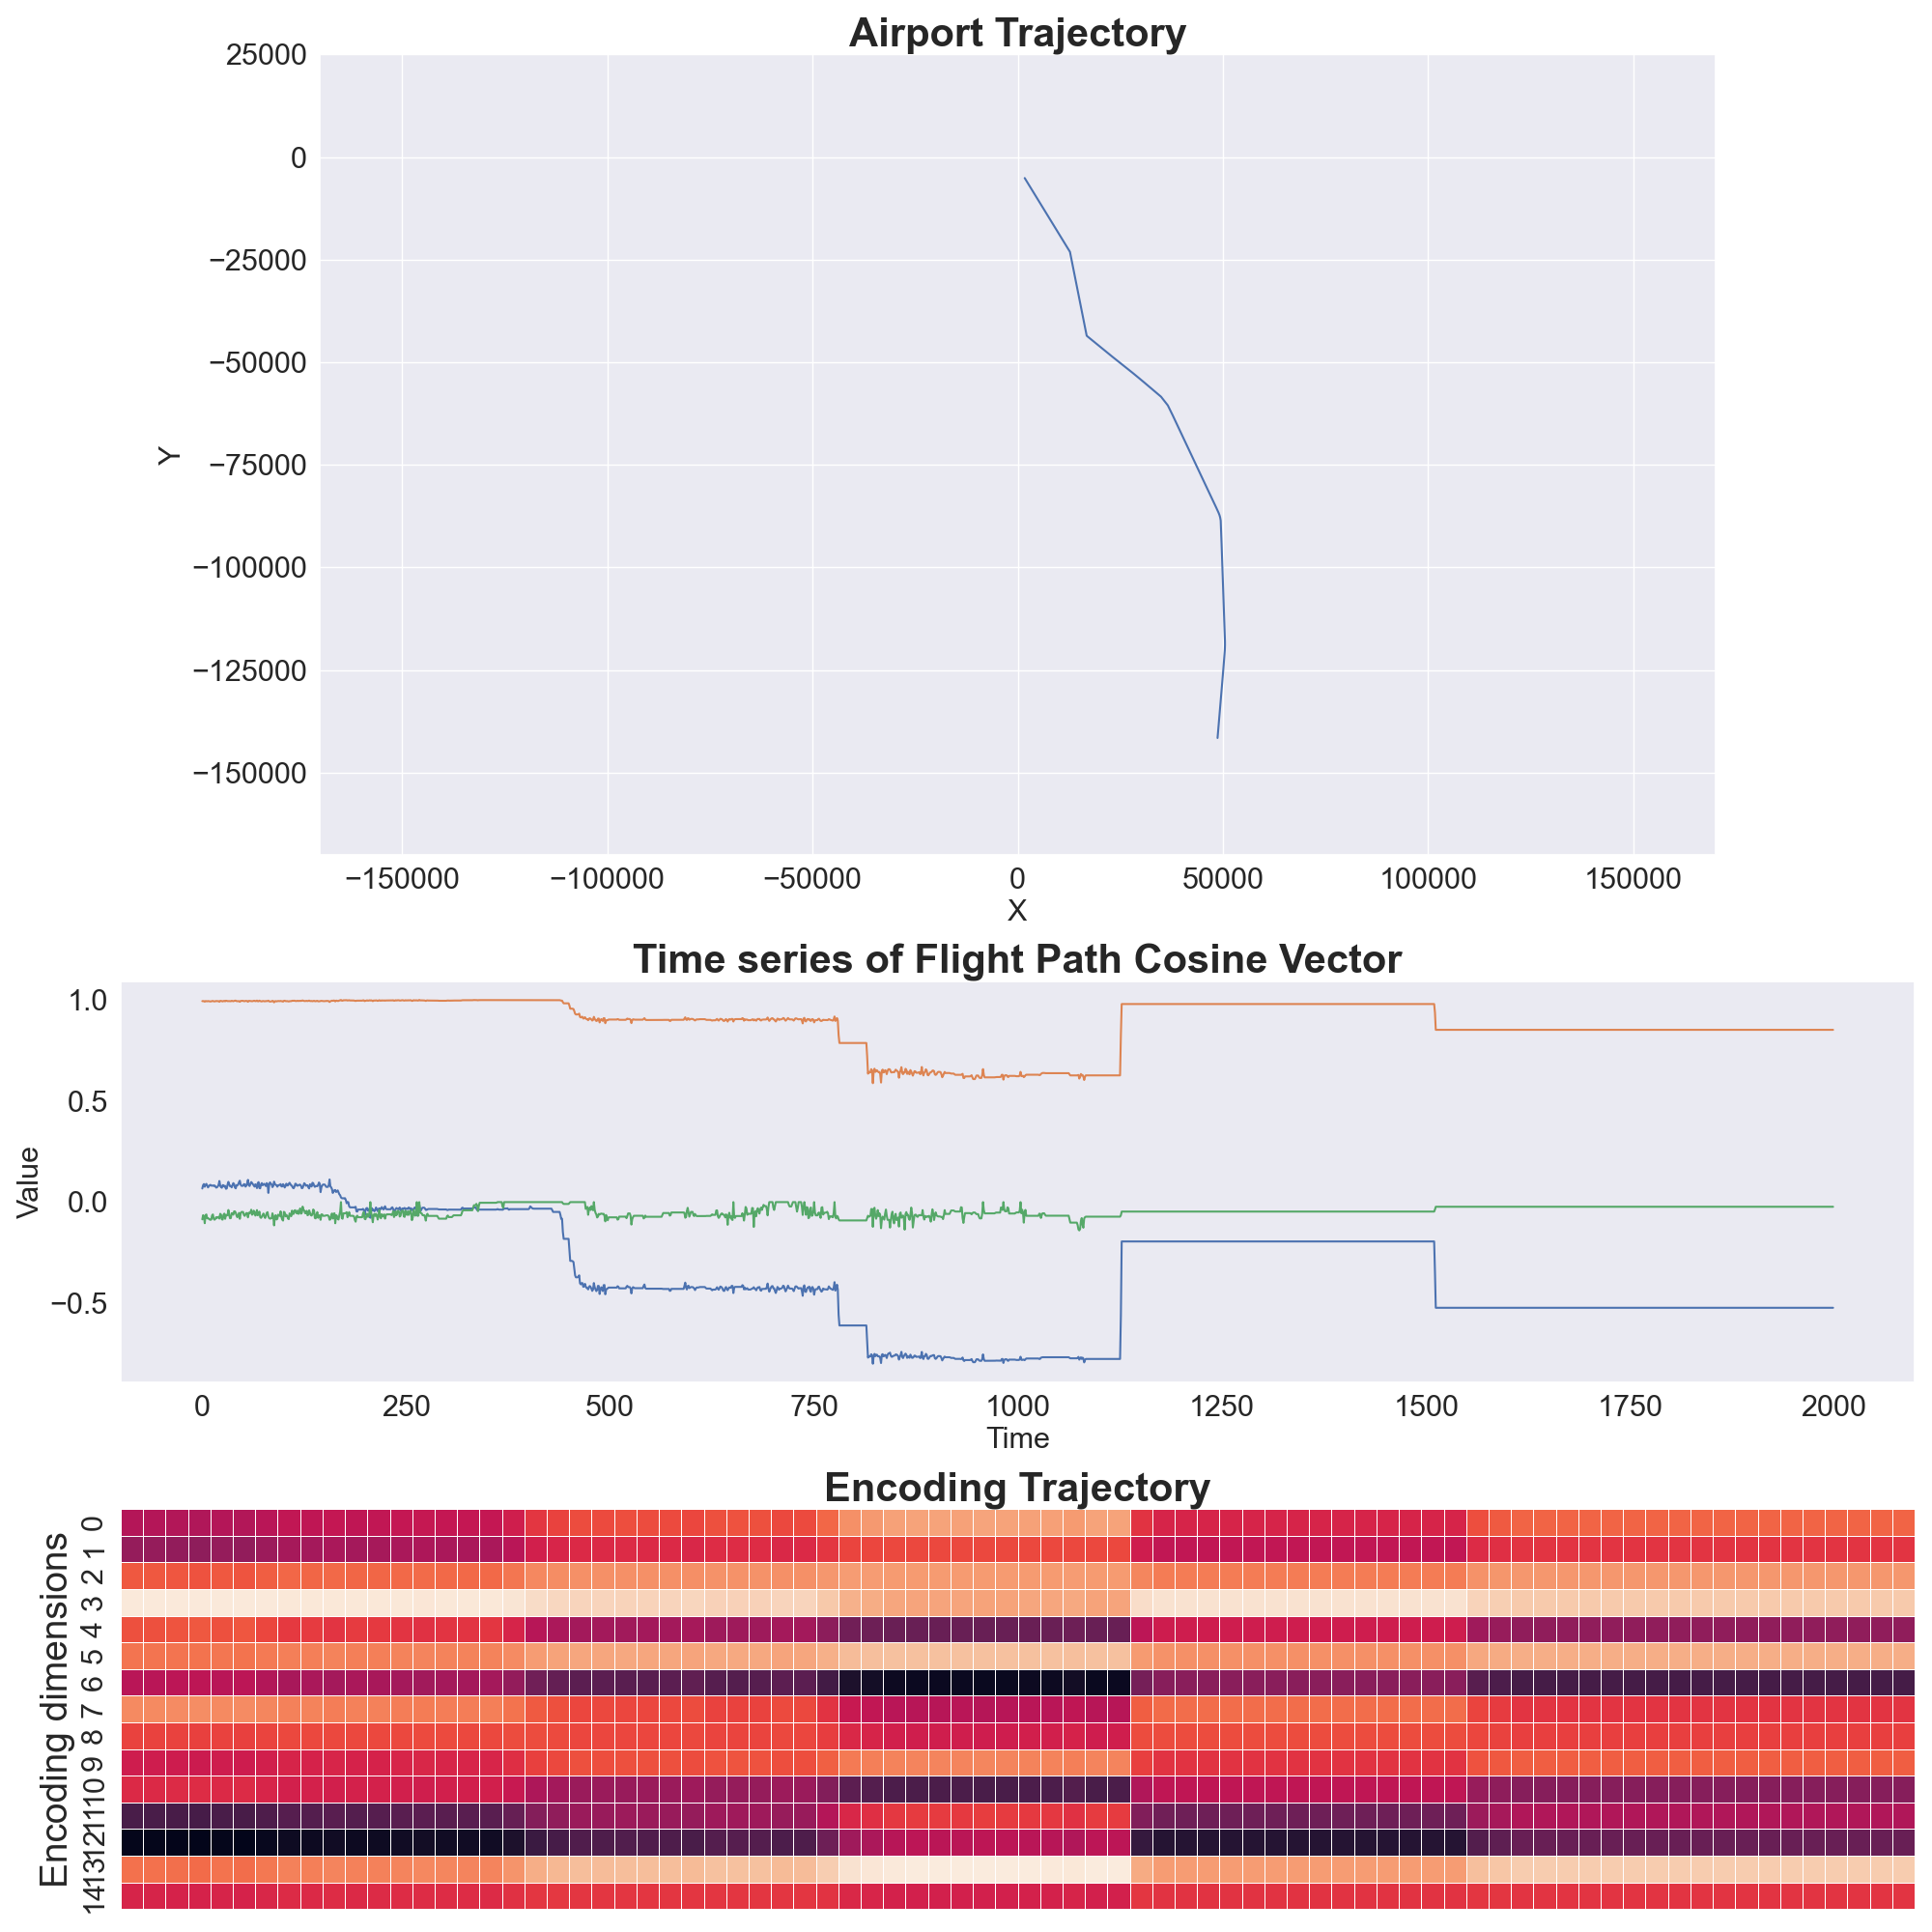 Airport Trajectory
25000
0
−25000
−50000
−75000
−100000
−125000
−150000
Y
−150000 −100000 −50000 0 50000 100000 150000
X
Time series of Flight Path Cosine Vector
1.0
0.5
0.0
−0.5
Value
0 250 500 750 1000 1250 1500 1750 2000
Time
Encoding Trajectory
Encoding dimensions
0
1
2
3
4
5
6
7
8
9
10
11
12
13
14